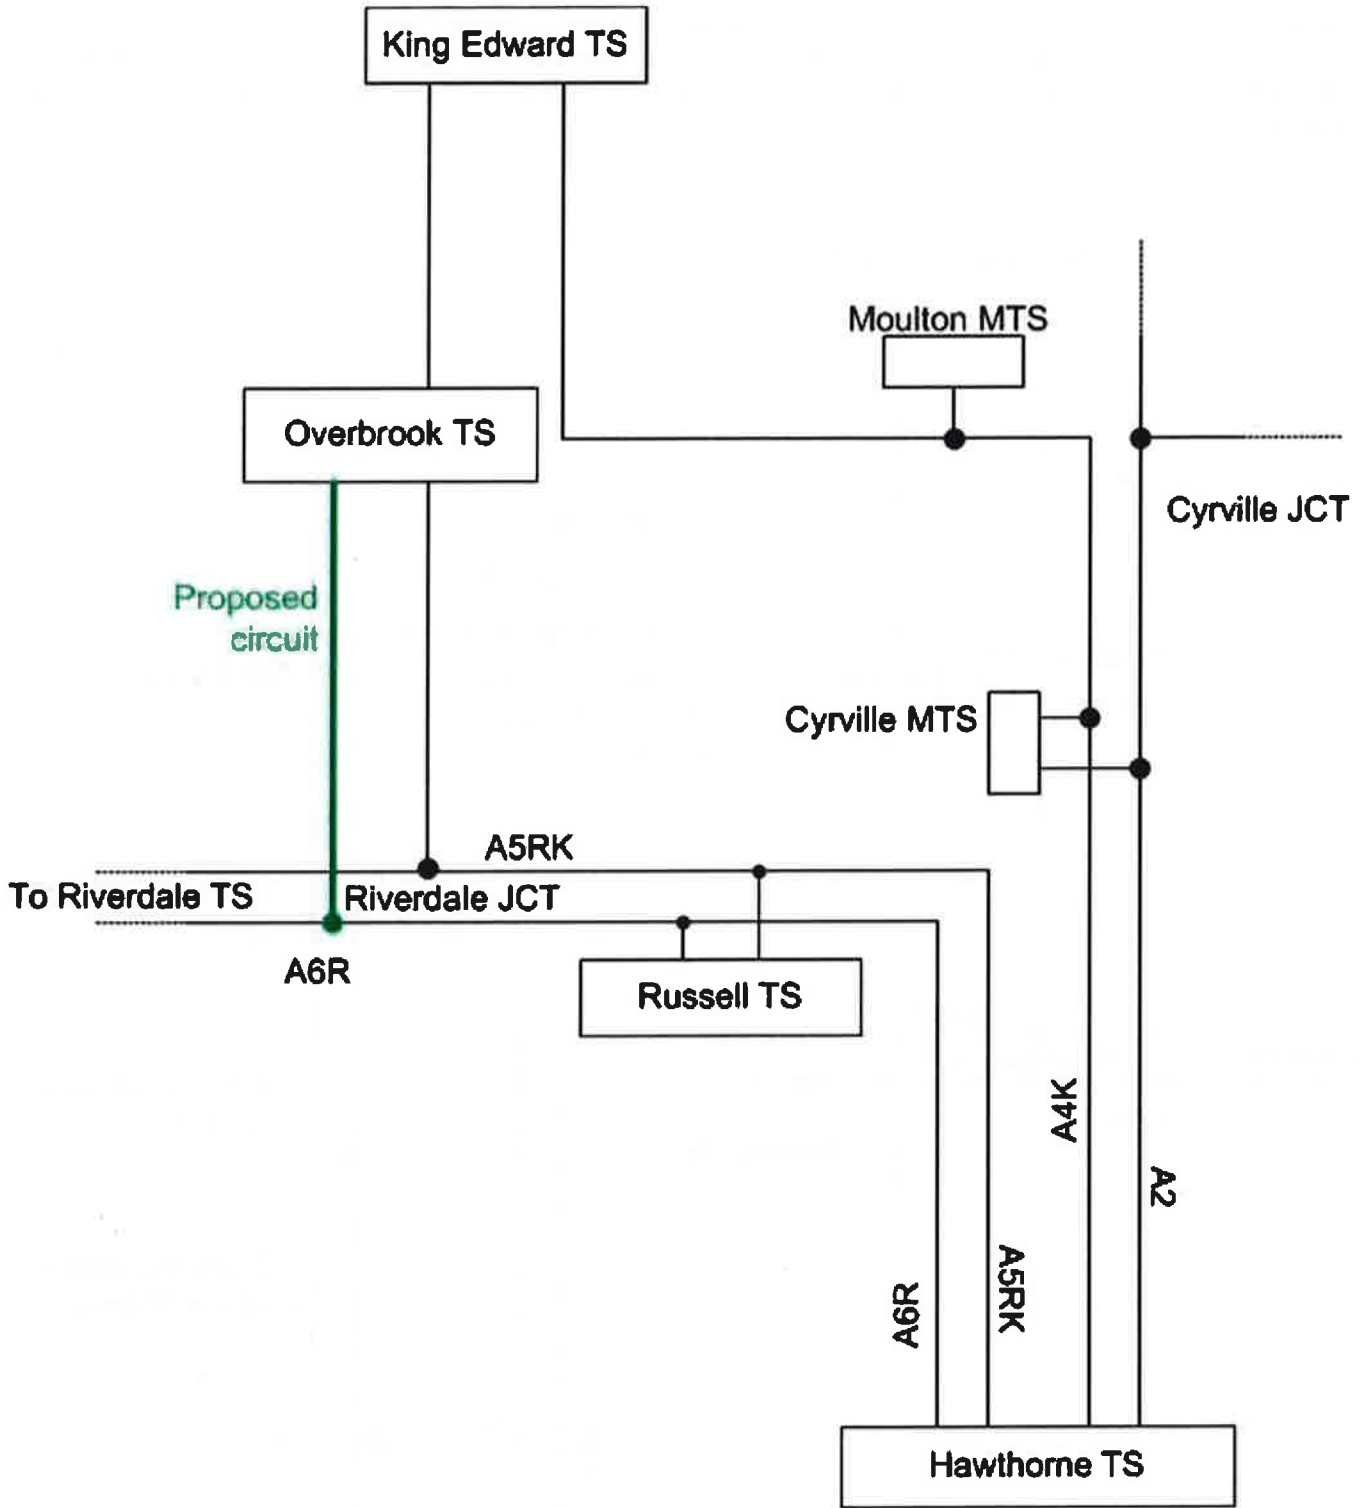 King Edward TS
Moulton MTS
Overbrook TS
Cyrville JCT
Proposed
circuit
Cyrville MTS
A5RK
To Riverdale TS
Riverdale JCT
A6R
Russell TS
A4K
A2
A5RK
A6R
Hawthorne TS